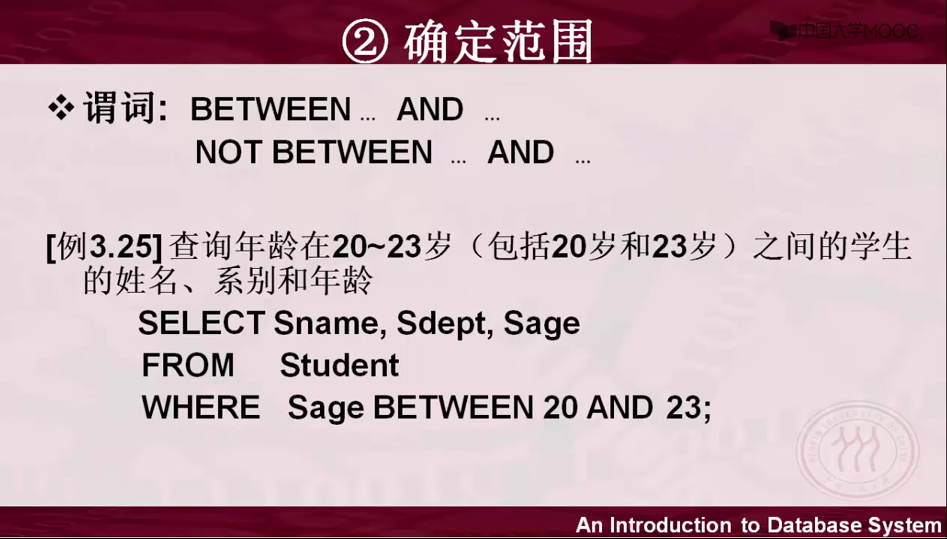 ② 确定范围
中国大学MOOC
❖ 谓词: BETWEEN … AND …
NOT BETWEEN … AND …
[例3.25] 查询年龄在20~23岁（包括20岁和23岁）之间的学生
的姓名、系别和年龄
SELECT Sname, Sdept, Sage
FROM Student
WHERE Sage BETWEEN 20 AND 23;
An Introduction to Database System